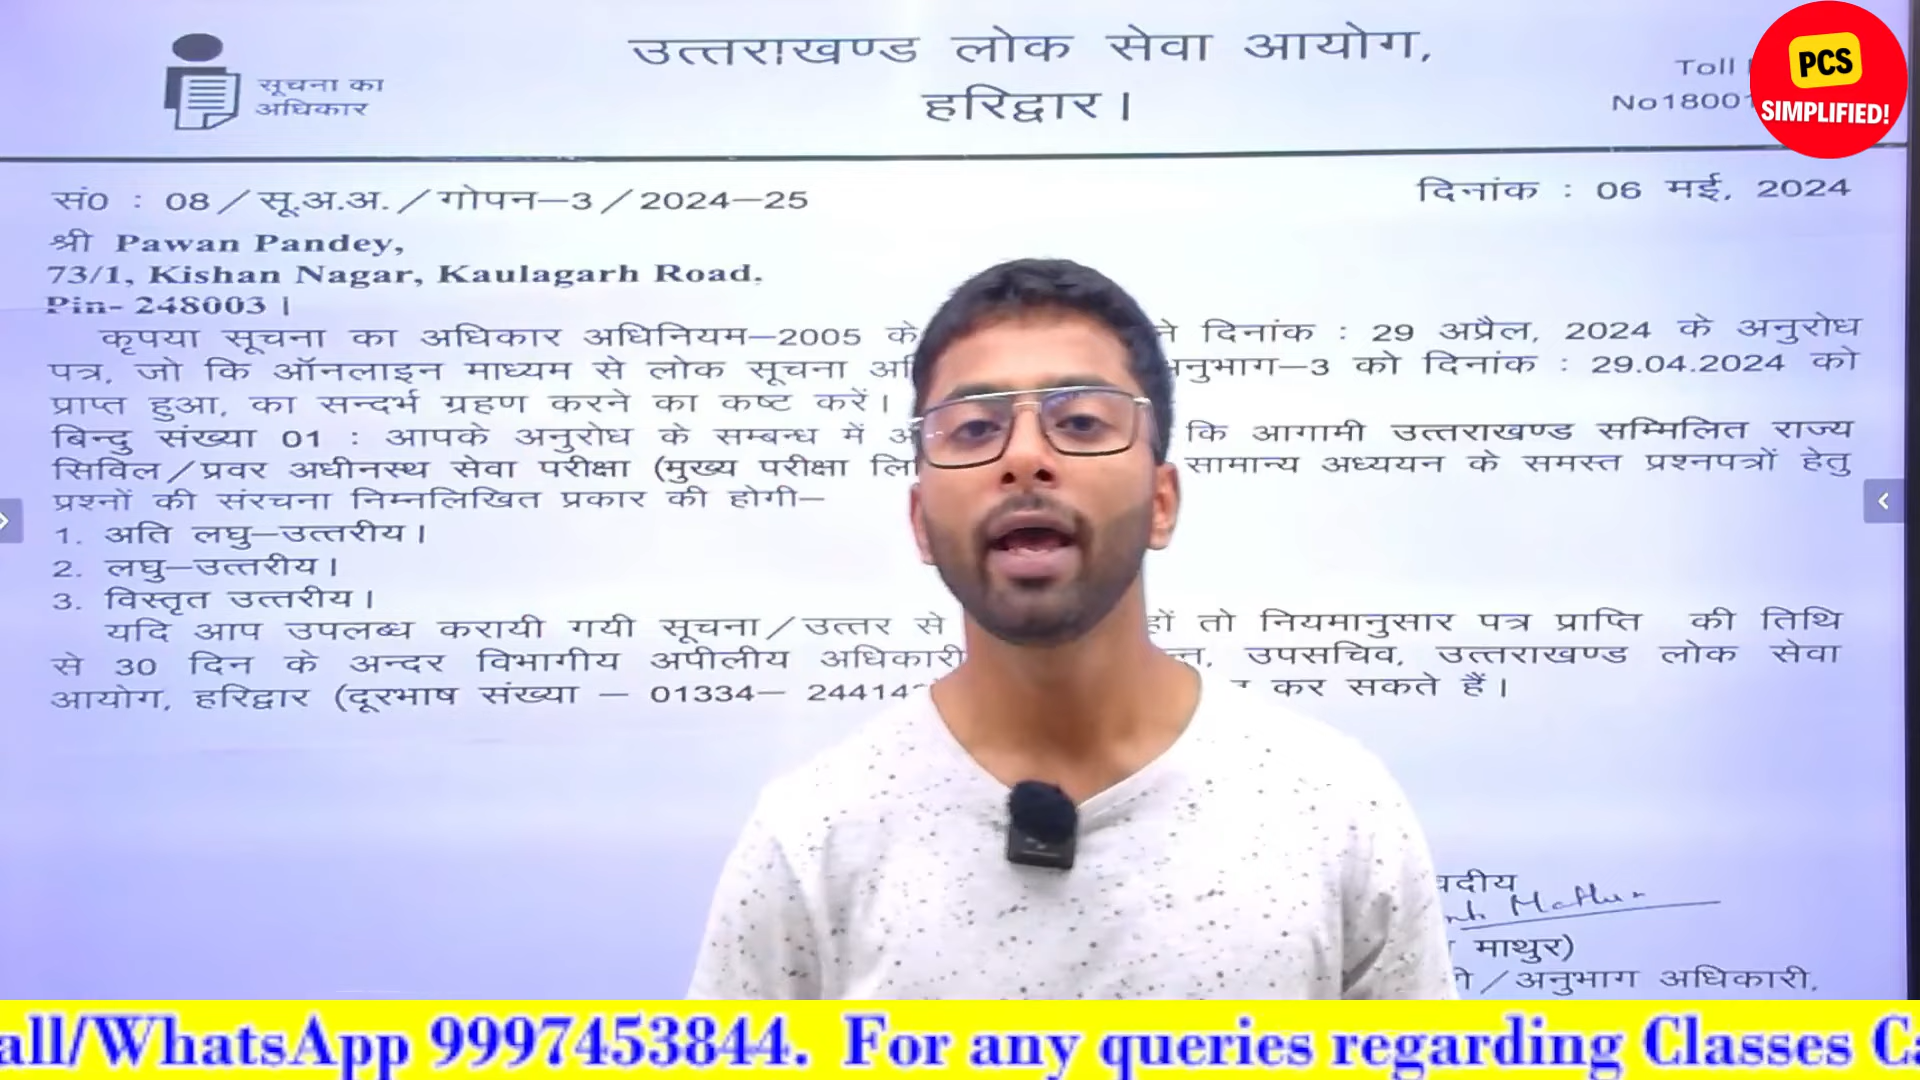 सूचना का
अधिकार
उत्तराखण्ड लोक सेवा आयोग,
हरिद्वार।
Toll
No1800
PCS
SIMPLIFIED!
सं0 : 08/सू.अ.अ./गोपन–3/2024–25
दिनांक : 06 मई, 2024
श्री Pawan Pandey,
73/1, Kishan Nagar, Kaulagarh Road.
Pin- 248003।
कृपया सूचना का अधिकार अधिनियम–2005 के दिनांक : 29 अप्रैल, 2024 के अनुरोध
पत्र, जो कि ऑनलाइन माध्यम से लोक सूचना अनुभाग–3 को दिनांक : 29.04.2024 को
प्राप्त हुआ, का सन्दर्भ ग्रहण करने का कष्ट करें।
बिन्दु संख्या 01 : आपके अनुरोध के सम्बन्ध में कि आगामी उत्तराखण्ड सम्मिलित राज्य
सिविल/प्रवर अधीनस्थ सेवा परीक्षा (मुख्य परीक्षा सामान्य अध्ययन के समस्त प्रश्नपत्रों हेतु
प्रश्नों की संरचना निम्नलिखित प्रकार की होगी–
1. अति लघु–उत्तरीय।
2. लघु–उत्तरीय।
3. विस्तृत उत्तरीय।
यदि आप उपलब्ध करायी गयी सूचना/उत्तर से हों तो नियमानुसार पत्र प्राप्ति की तिथि
से 30 दिन के अन्दर विभागीय अपीलीय अधिकारी उपसचिव, उत्तराखण्ड लोक सेवा
आयोग, हरिद्वार (दूरभाष संख्या – 01334– 24414 कर सकते हैं।
Mathur
माथुर)
/अनुभाग अधिकारी,
all/WhatsApp 9997453844. For any queries regarding Classes Ca